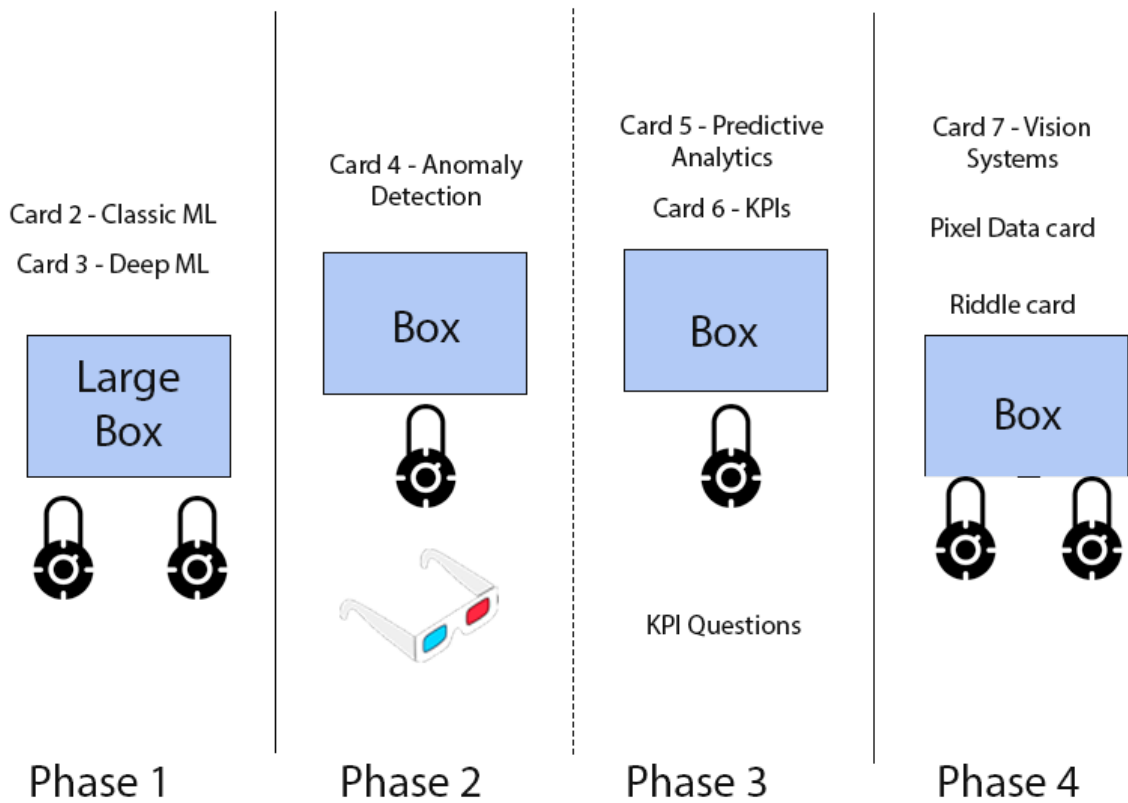 Card 2 - Classic ML
Card 3 - Deep ML
Large
Box
Phase 1
Card 4 - Anomaly
Detection
Box
Phase 2
Card 5 - Predictive
Analytics
Card 6 - KPIs
Box
KPI Questions
Phase 3
Card 7 - Vision
Systems
Pixel Data card
Riddle card
Box
Phase 4